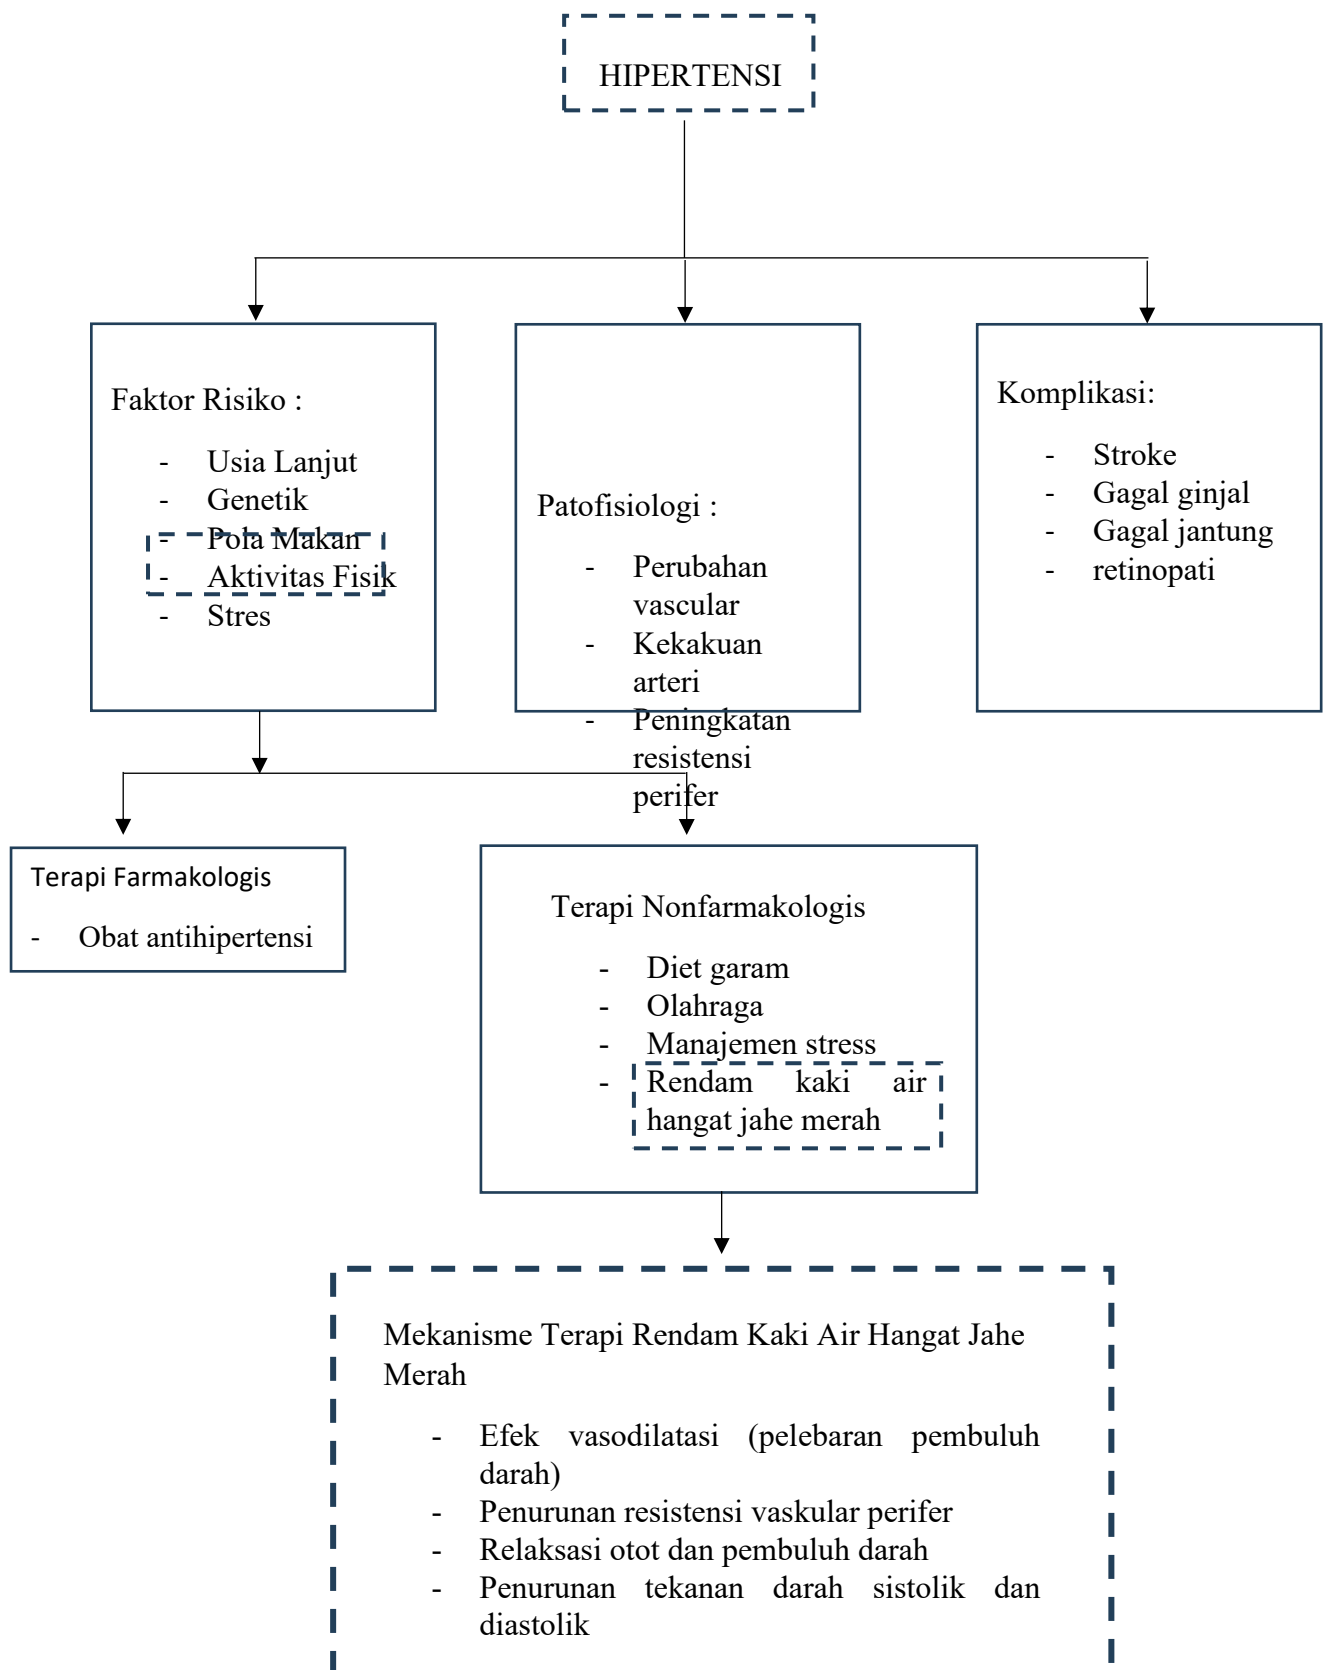 HIPERTENSI
Faktor Risiko :
- Usia Lanjut
- Genetik
- Pola Makan
- Aktivitas Fisik
- Stres
Patofisiologi :
- Perubahan
vascular
- Kekakuan
arteri
- Peningkatan
resistensi
perifer
Komplikasi:
- Stroke
- Gagal ginjal
- Gagal jantung
- retinopati
Terapi Farmakologis
- Obat antihipertensi
Terapi Nonfarmakologis
- Diet garam
- Olahraga
- Manajemen stress
- Rendam kaki air
hangat jahe merah
Mekanisme Terapi Rendam Kaki Air Hangat Jahe
Merah
- Efek vasodilatasi (pelebaran pembuluh
darah)
- Penurunan resistensi vaskular perifer
- Relaksasi otot dan pembuluh darah
- Penurunan tekanan darah sistolik dan
diastolik